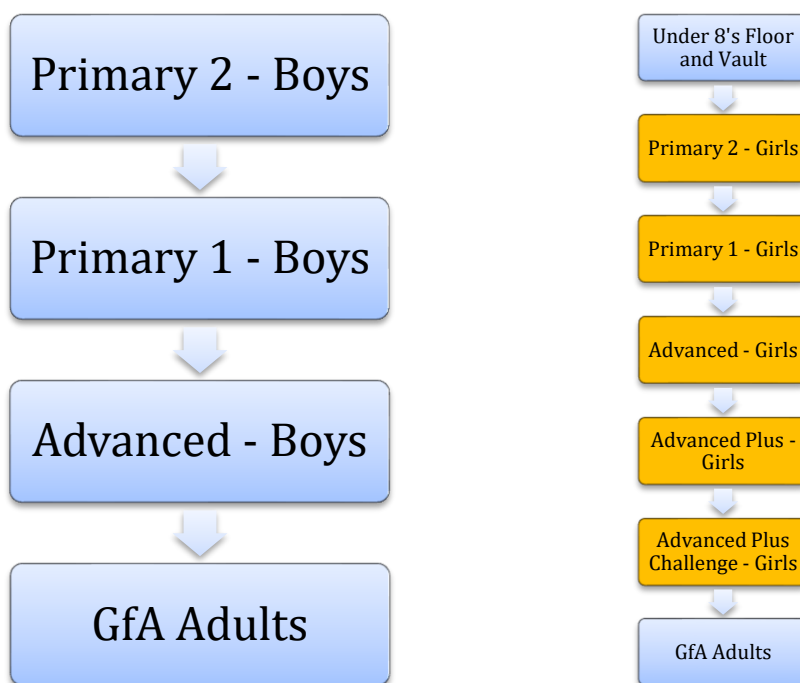 Primary 2 - Boys
Primary 1 - Boys
Advanced - Boys
GfA Adults
Under 8's Floor
and Vault
Primary 2 - Girls
Primary 1 - Girls
Advanced - Girls
Advanced Plus -
Girls
Advanced Plus
Challenge - Girls
GfA Adults